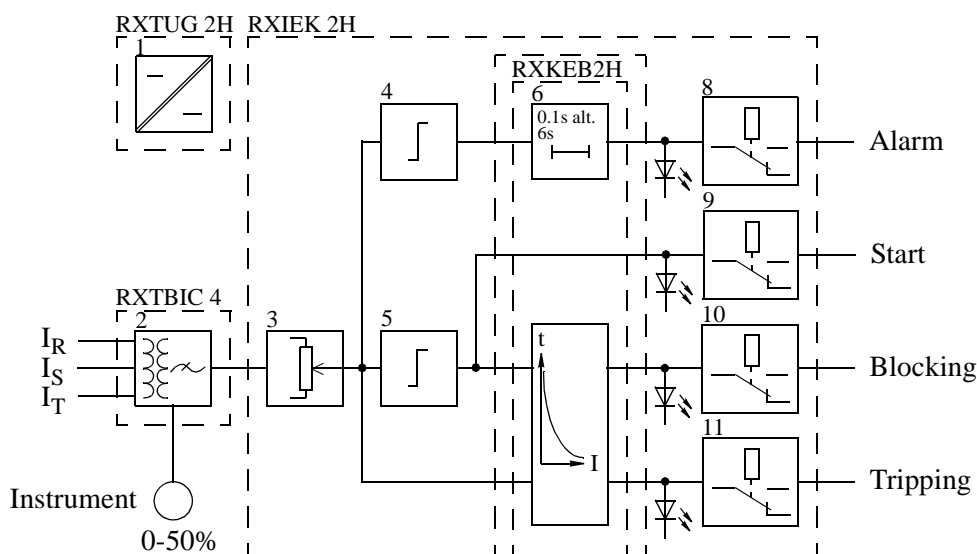 RXTUG 2H
RXIEK 2H
1
RXKEB2H
4
6
8
0.1s alt.
6s
Alarm
9
Start
RXTBIC 4
2
3
5
10
I_R
I_S
I_T
t
I
Blocking
11
Tripping
Instrument
0-50%